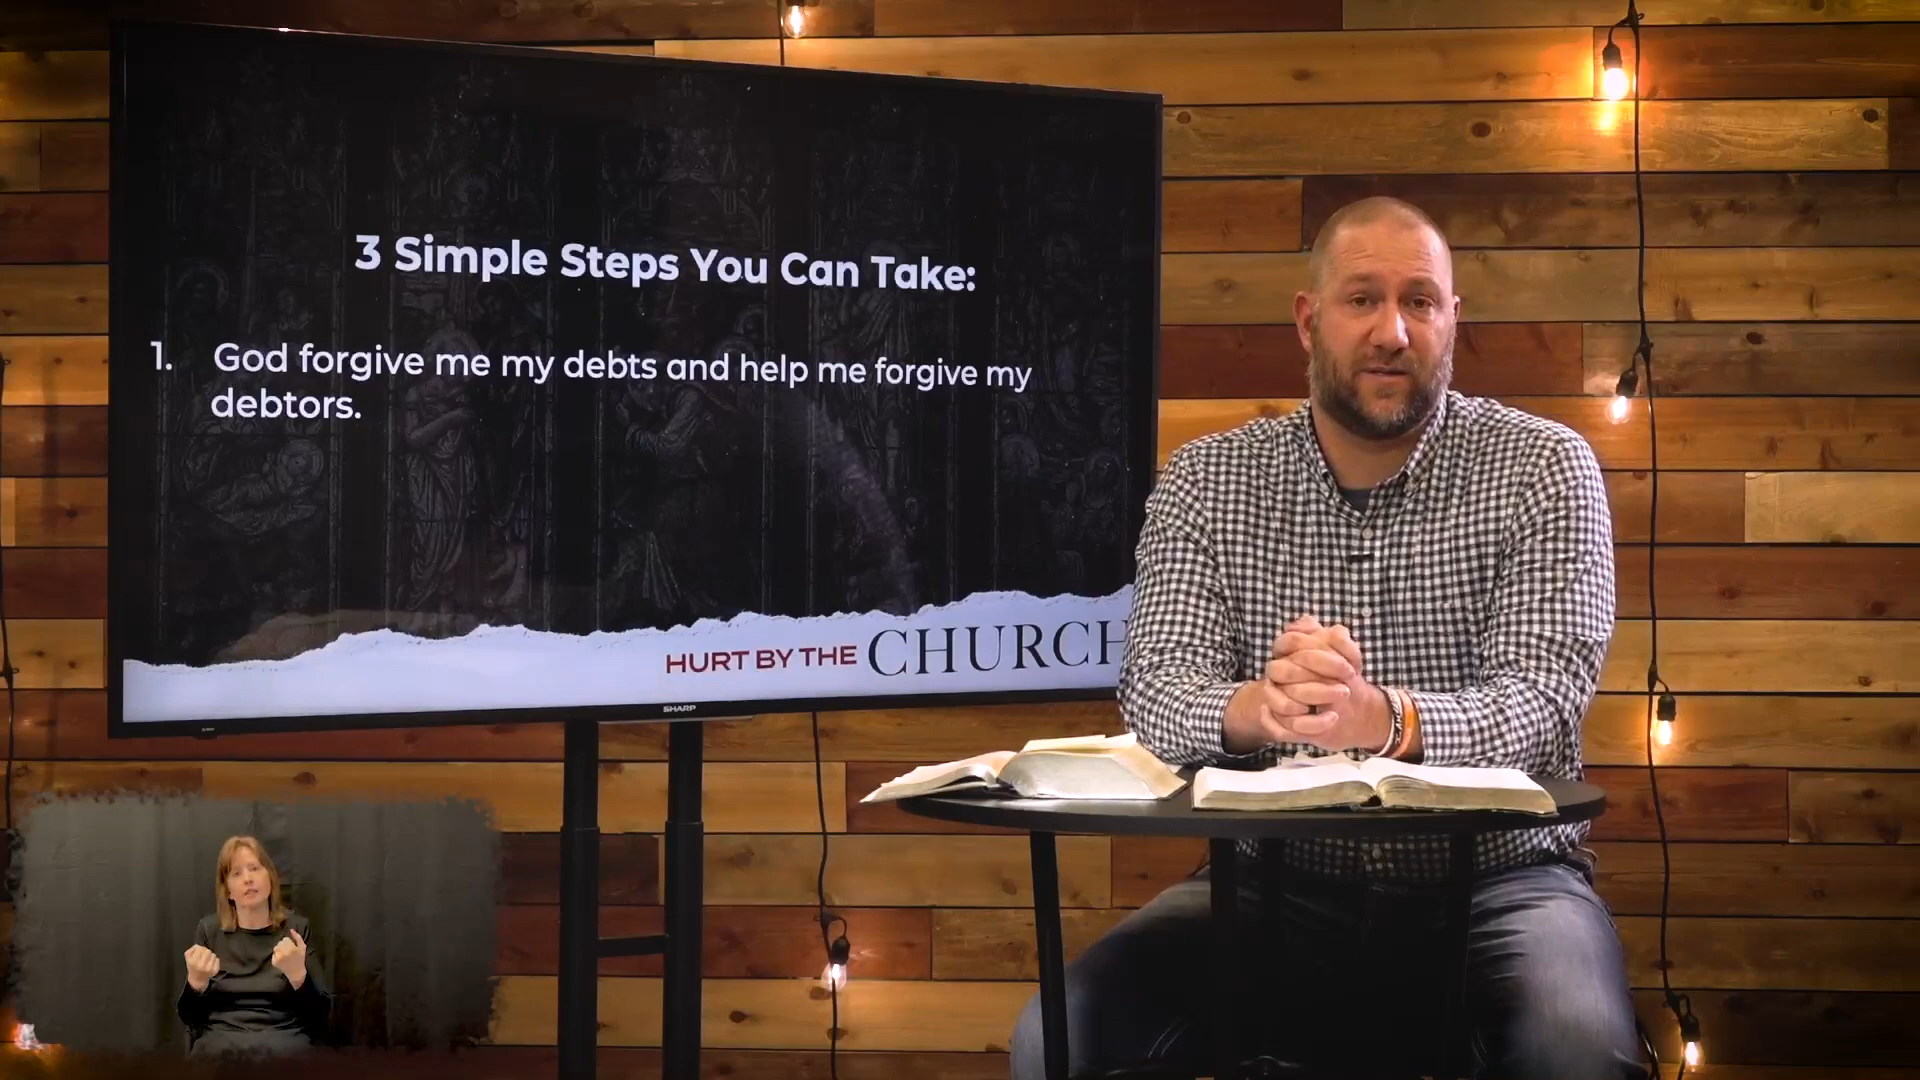 3 Simple Steps You Can Take:
1. God forgive me my debts and help me forgive my
debtors.
HURT BY THE CHURCH
SHARP